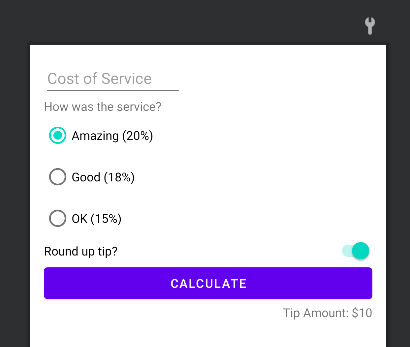 Cost of Service
How was the service?
Amazing (20%)
Good (18%)
OK (15%)
Round up tip?
CALCULATE
Tip Amount: $10